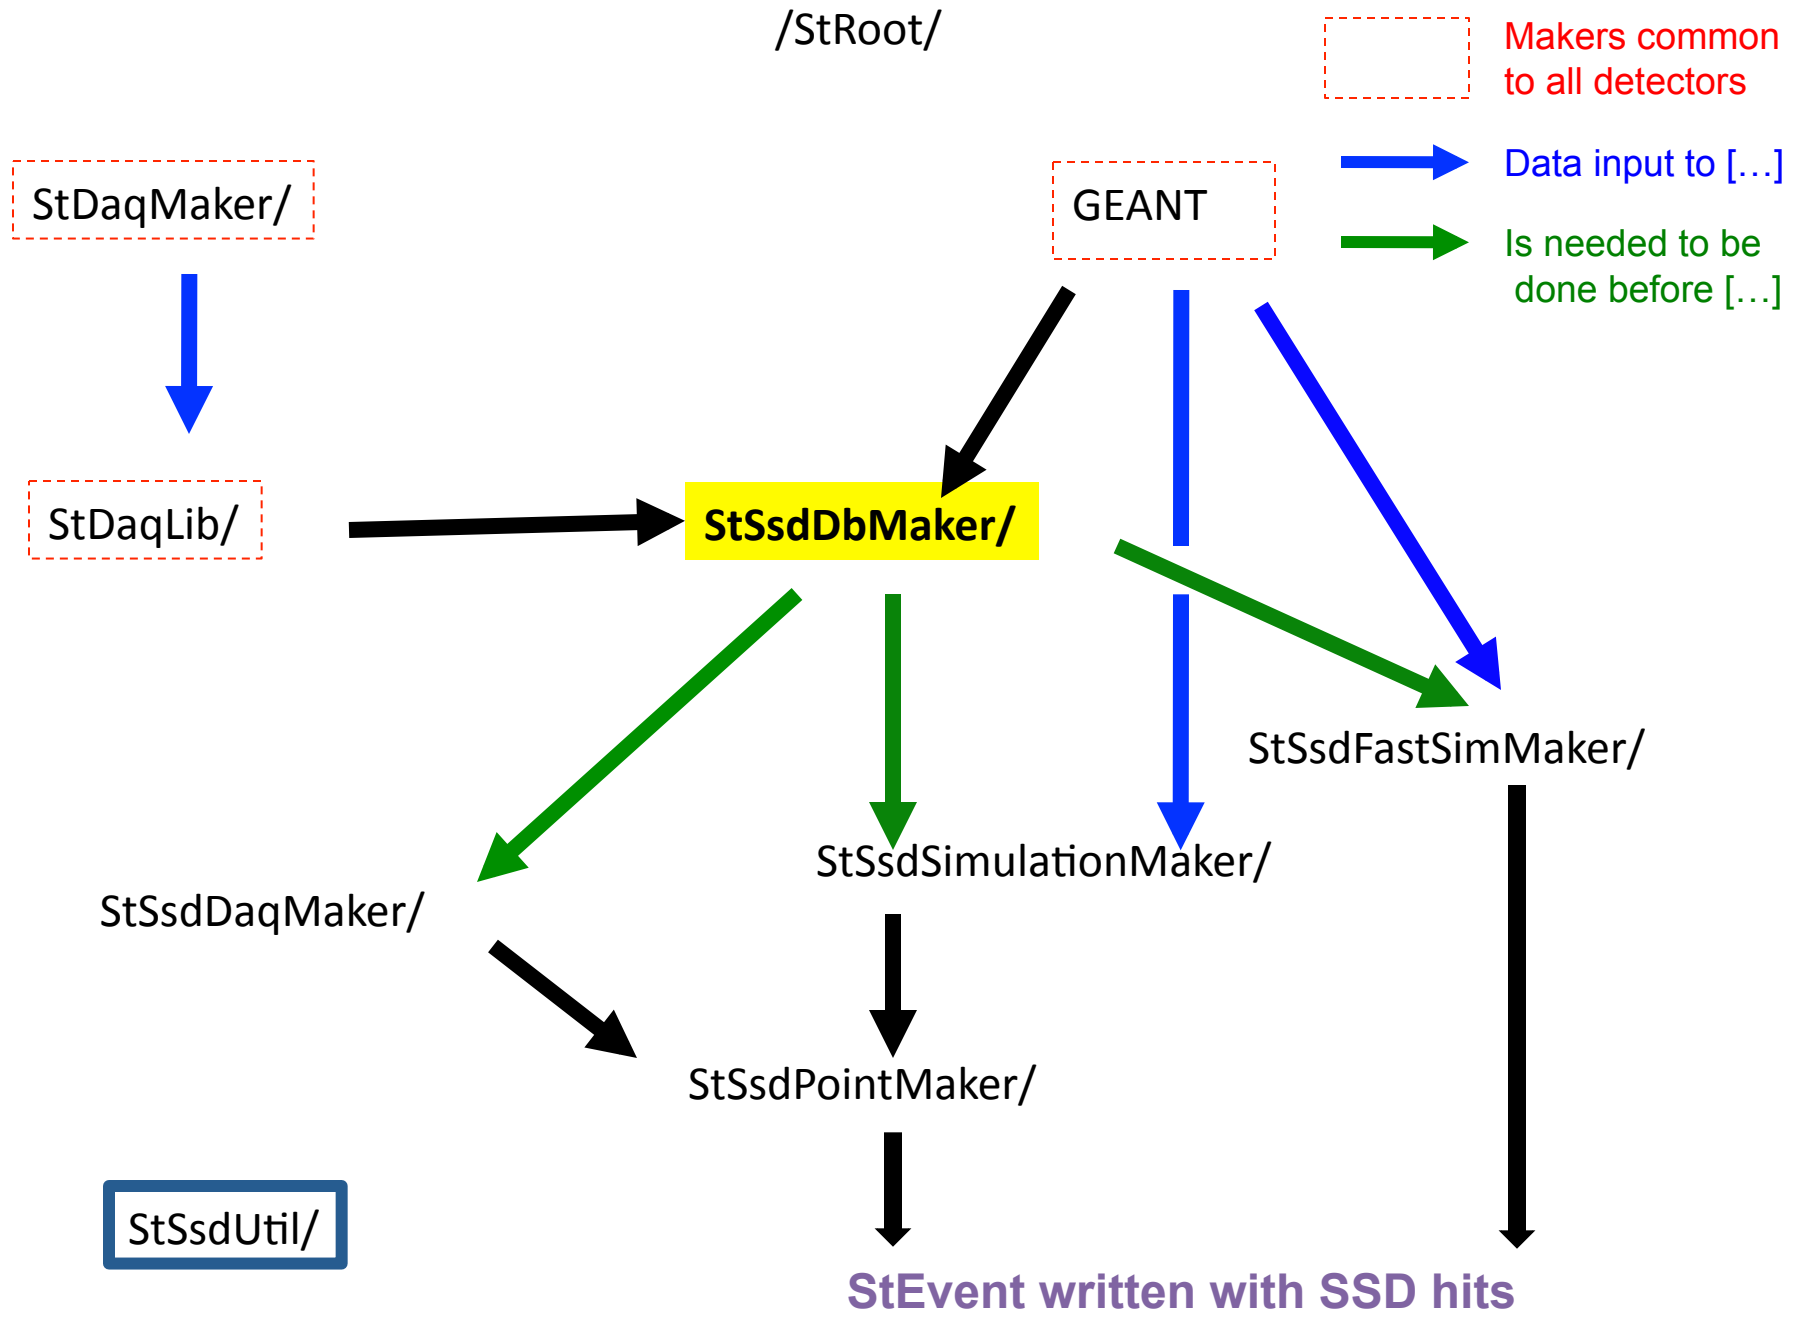 /StRoot/
Makers common
to all detectors
Data input to […]
Is needed to be
done before […]
StDaqMaker/
GEANT
StDaqLib/
StSsdDbMaker/
StSsdFastSimMaker/
StSsdSimulationMaker/
StSsdDaqMaker/
StSsdPointMaker/
StSsdUtil/
StEvent written with SSD hits